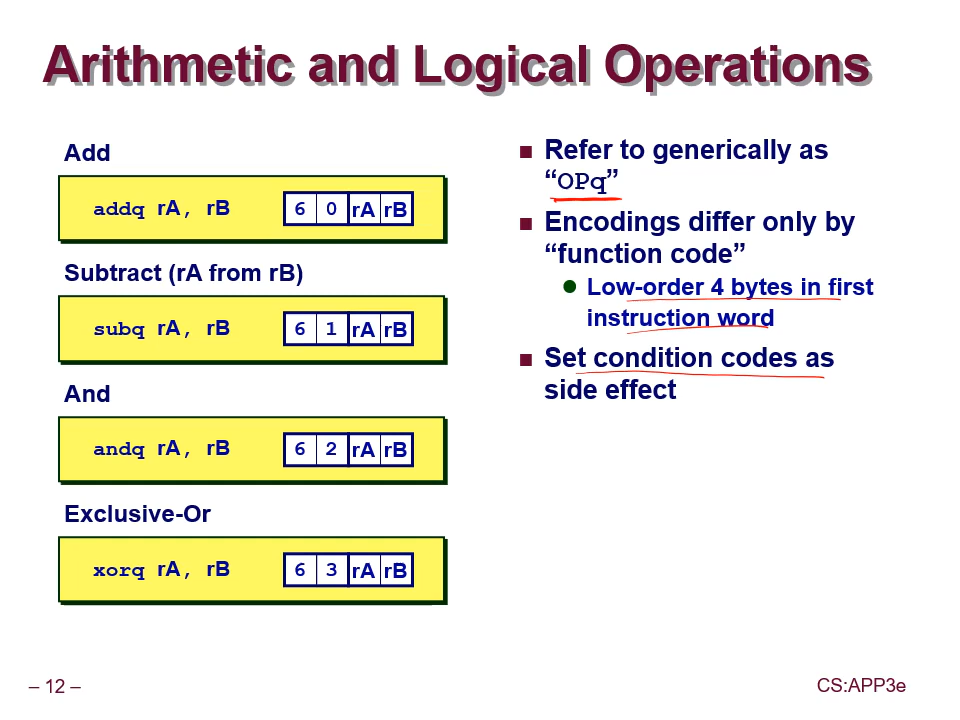 Arithmetic and Logical Operations
Add
addq rA, rB 6 0 rA rB
Subtract (rA from rB)
subq rA, rB 6 1 rA rB
And
andq rA, rB 6 2 rA rB
Exclusive-Or
xorq rA, rB 6 3 rA rB
Refer to generically as
“OPq”
Encodings differ only by
“function code”
Low-order 4 bytes in first
instruction word
Set condition codes as
side effect
– 12 –
CS:APP3e